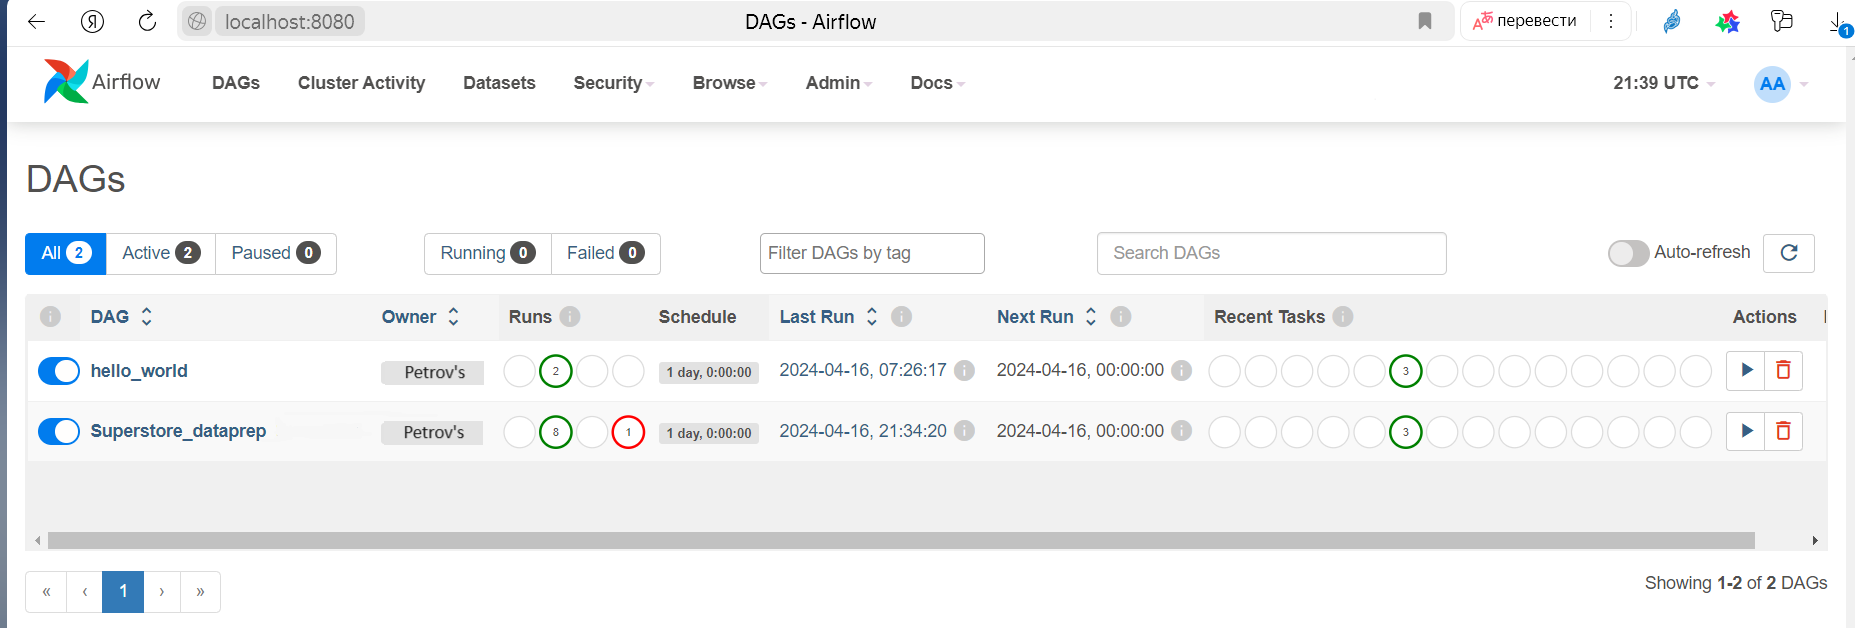 localhost:8080 DAGs - Airflow перевести 1
Airflow DAGs Cluster Activity Datasets Security Browse Admin Docs 21:39 UTC AA
DAGs
All 2 Active 2 Paused 0 Running 0 Failed 0 Filter DAGs by tag Search DAGs Auto-refresh
DAG Owner Runs Schedule Last Run Next Run Recent Tasks Actions
hello_world Petrov's 2 1 day, 0:00:00 2024-04-16, 07:26:17 2024-04-16, 00:00:00 3
Superstore_dataprep Petrov's 8 1 1 day, 0:00:00 2024-04-16, 21:34:20 2024-04-16, 00:00:00 3
« ‹ 1 › »
Showing 1-2 of 2 DAGs